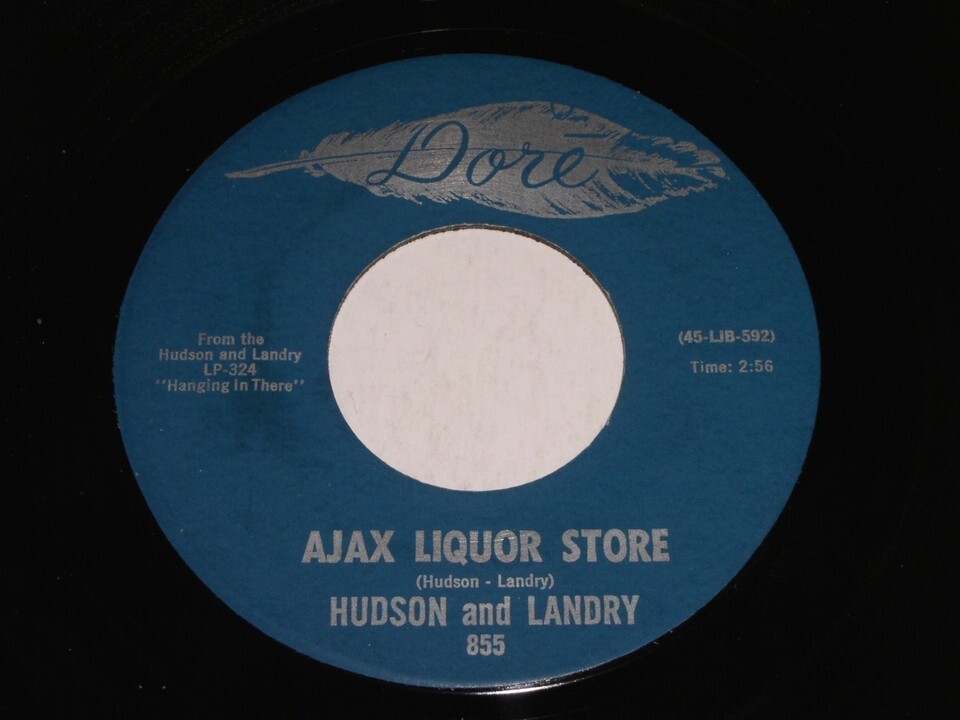 Doré
From the
Hudson and Landry
LP-324
"Hanging In There"
(45-LJB-592)
Time: 2:56
AJAX LIQUOR STORE
(Hudson - Landry)
HUDSON and LANDRY
855